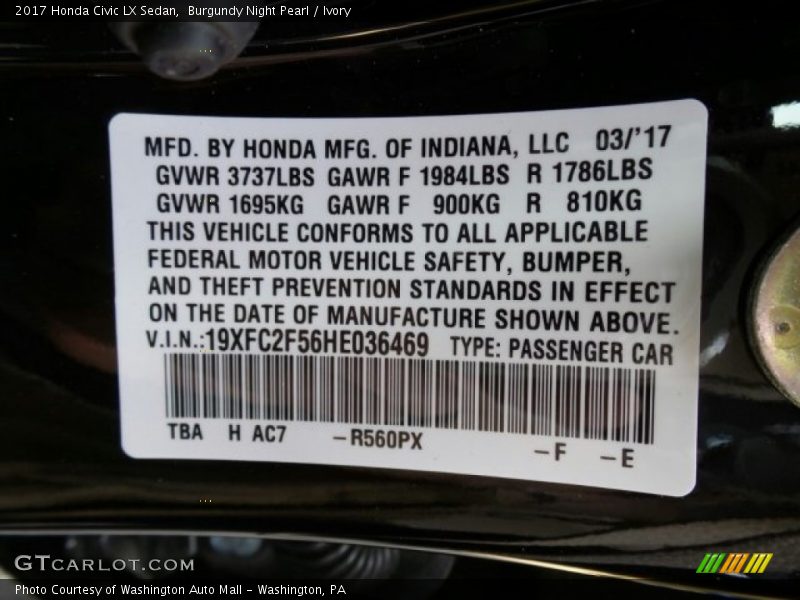 2017 Honda Civic LX Sedan, Burgundy Night Pearl / Ivory
MFD. BY HONDA MFG. OF INDIANA, LLC 03/'17
GVWR 3737LBS GAWR F 1984LBS R 1786LBS
GVWR 1695KG GAWR F 900KG R 810KG
THIS VEHICLE CONFORMS TO ALL APPLICABLE
FEDERAL MOTOR VEHICLE SAFETY, BUMPER,
AND THEFT PREVENTION STANDARDS IN EFFECT
ON THE DATE OF MANUFACTURE SHOWN ABOVE.
V.I.N.:19XFC2F56HE036469 TYPE: PASSENGER CAR
TBA H AC7 -R560PX -F -E
GTCARLOT.COM
Photo Courtesy of Washington Auto Mall - Washington, PA